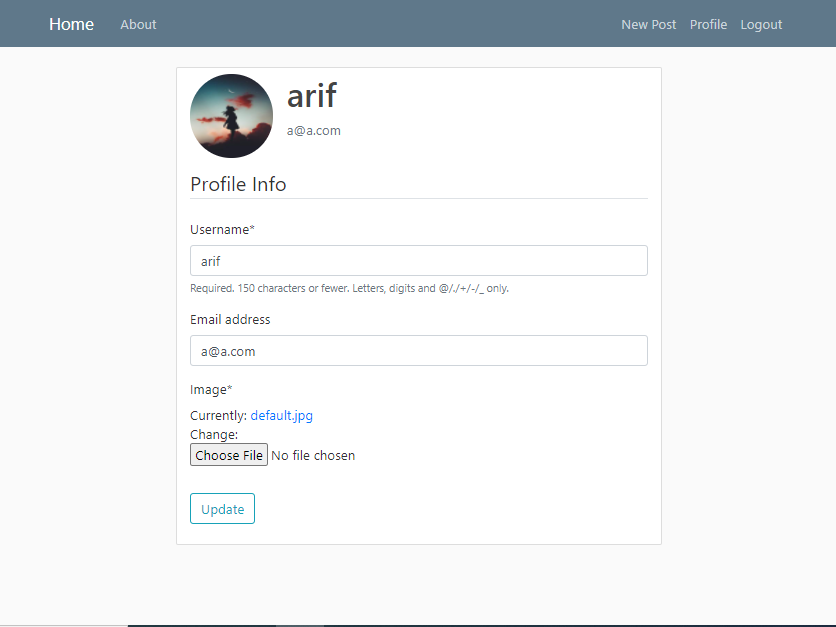 Home About New Post Profile Logout
arif
a@a.com
Profile Info
Username*
arif
Required. 150 characters or fewer. Letters, digits and @/./+/-/_ only.
Email address
a@a.com
Image*
Currently: default.jpg
Change:
Choose File No file chosen
Update